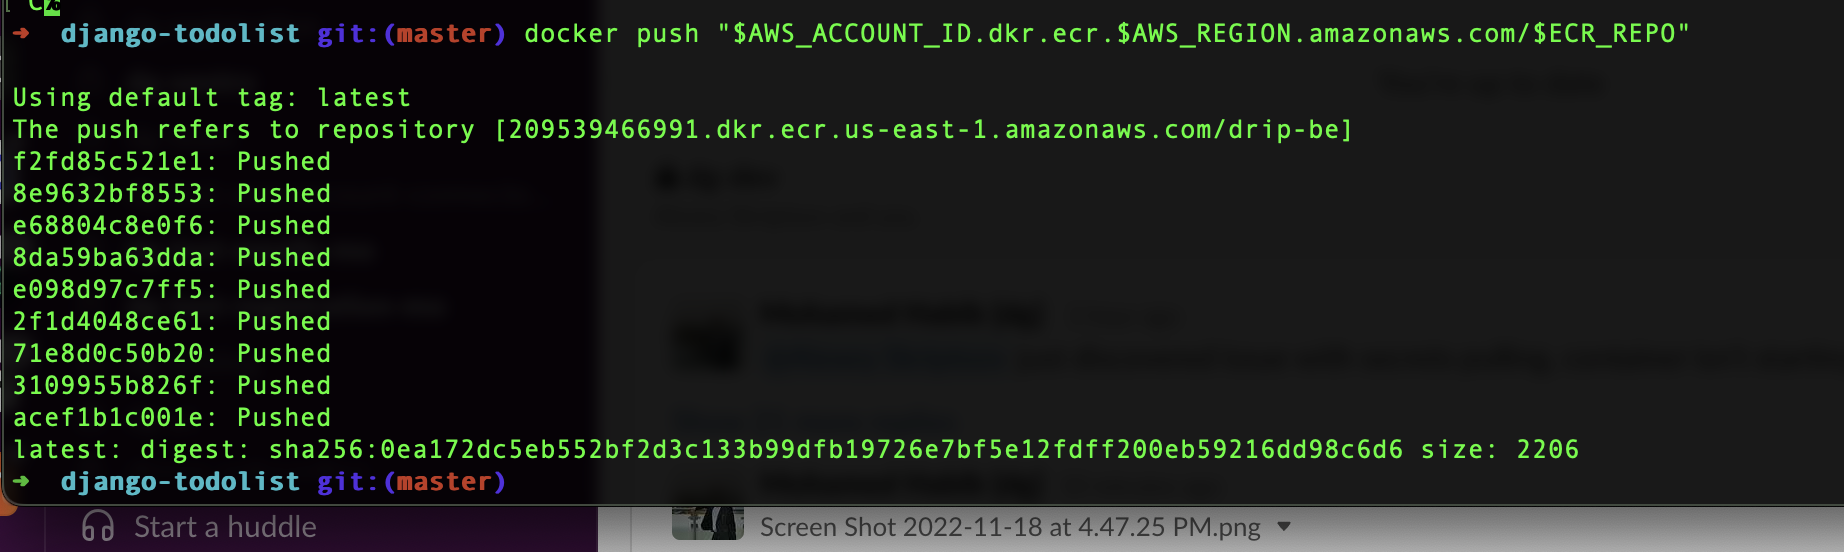 ➜ django-todolist git:(master) docker push "$AWS_ACCOUNT_ID.dkr.ecr.$AWS_REGION.amazonaws.com/$ECR_REPO"
Using default tag: latest
The push refers to repository [209539466991.dkr.ecr.us-east-1.amazonaws.com/drip-be]
f2fd85c521e1: Pushed
8e9632bf8553: Pushed
e68804c8e0f6: Pushed
8da59ba63dda: Pushed
e098d97c7ff5: Pushed
2f1d4048ce61: Pushed
71e8d0c50b20: Pushed
3109955b826f: Pushed
acef1b1c001e: Pushed
latest: digest: sha256:0ea172dc5eb552bf2d3c133b99dfb19726e7bf5e12fdff200eb59216dd98c6d6 size: 2206
➜ django-todolist git:(master)
Start a huddle
Screen Shot 2022-11-18 at 4.47.25 PM.png